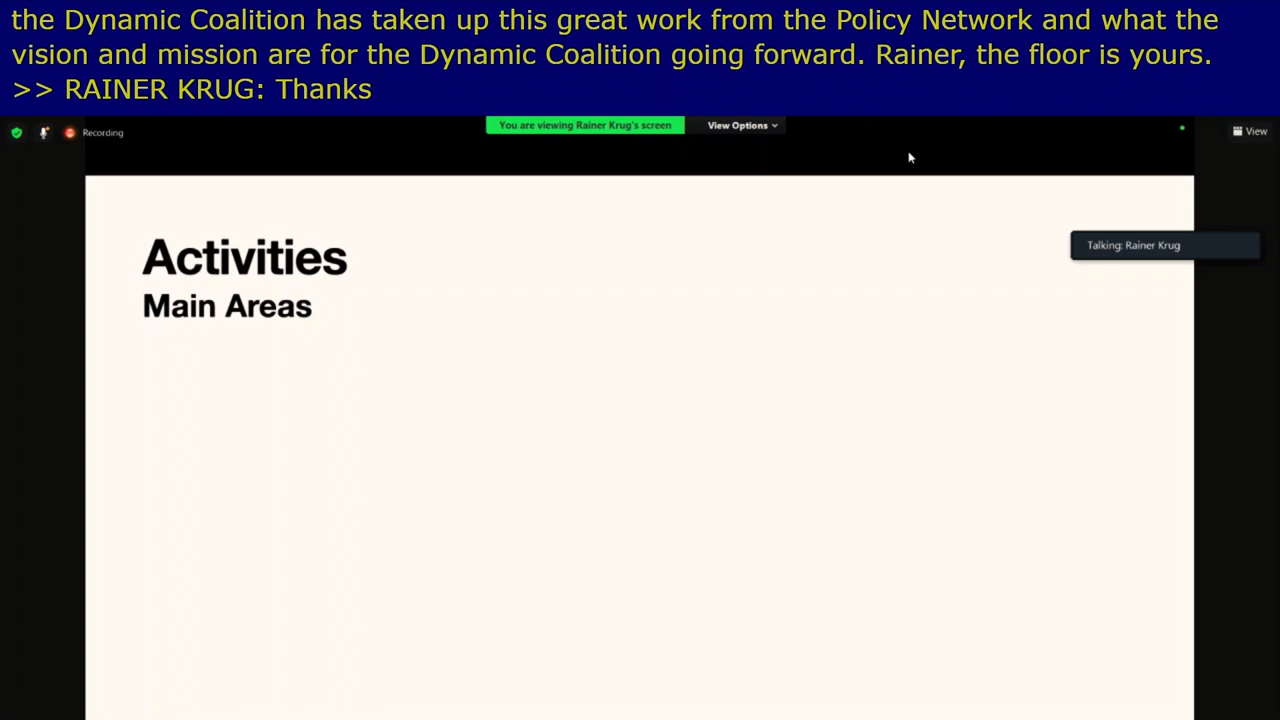 the Dynamic Coalition has taken up this great work from the Policy Network and what the
vision and mission are for the Dynamic Coalition going forward. Rainer, the floor is yours.
>> RAINER KRUG: Thanks
Recording
You are viewing Rainer Krug's screen
View Options
View
Talking: Rainer Krug
Activities
Main Areas